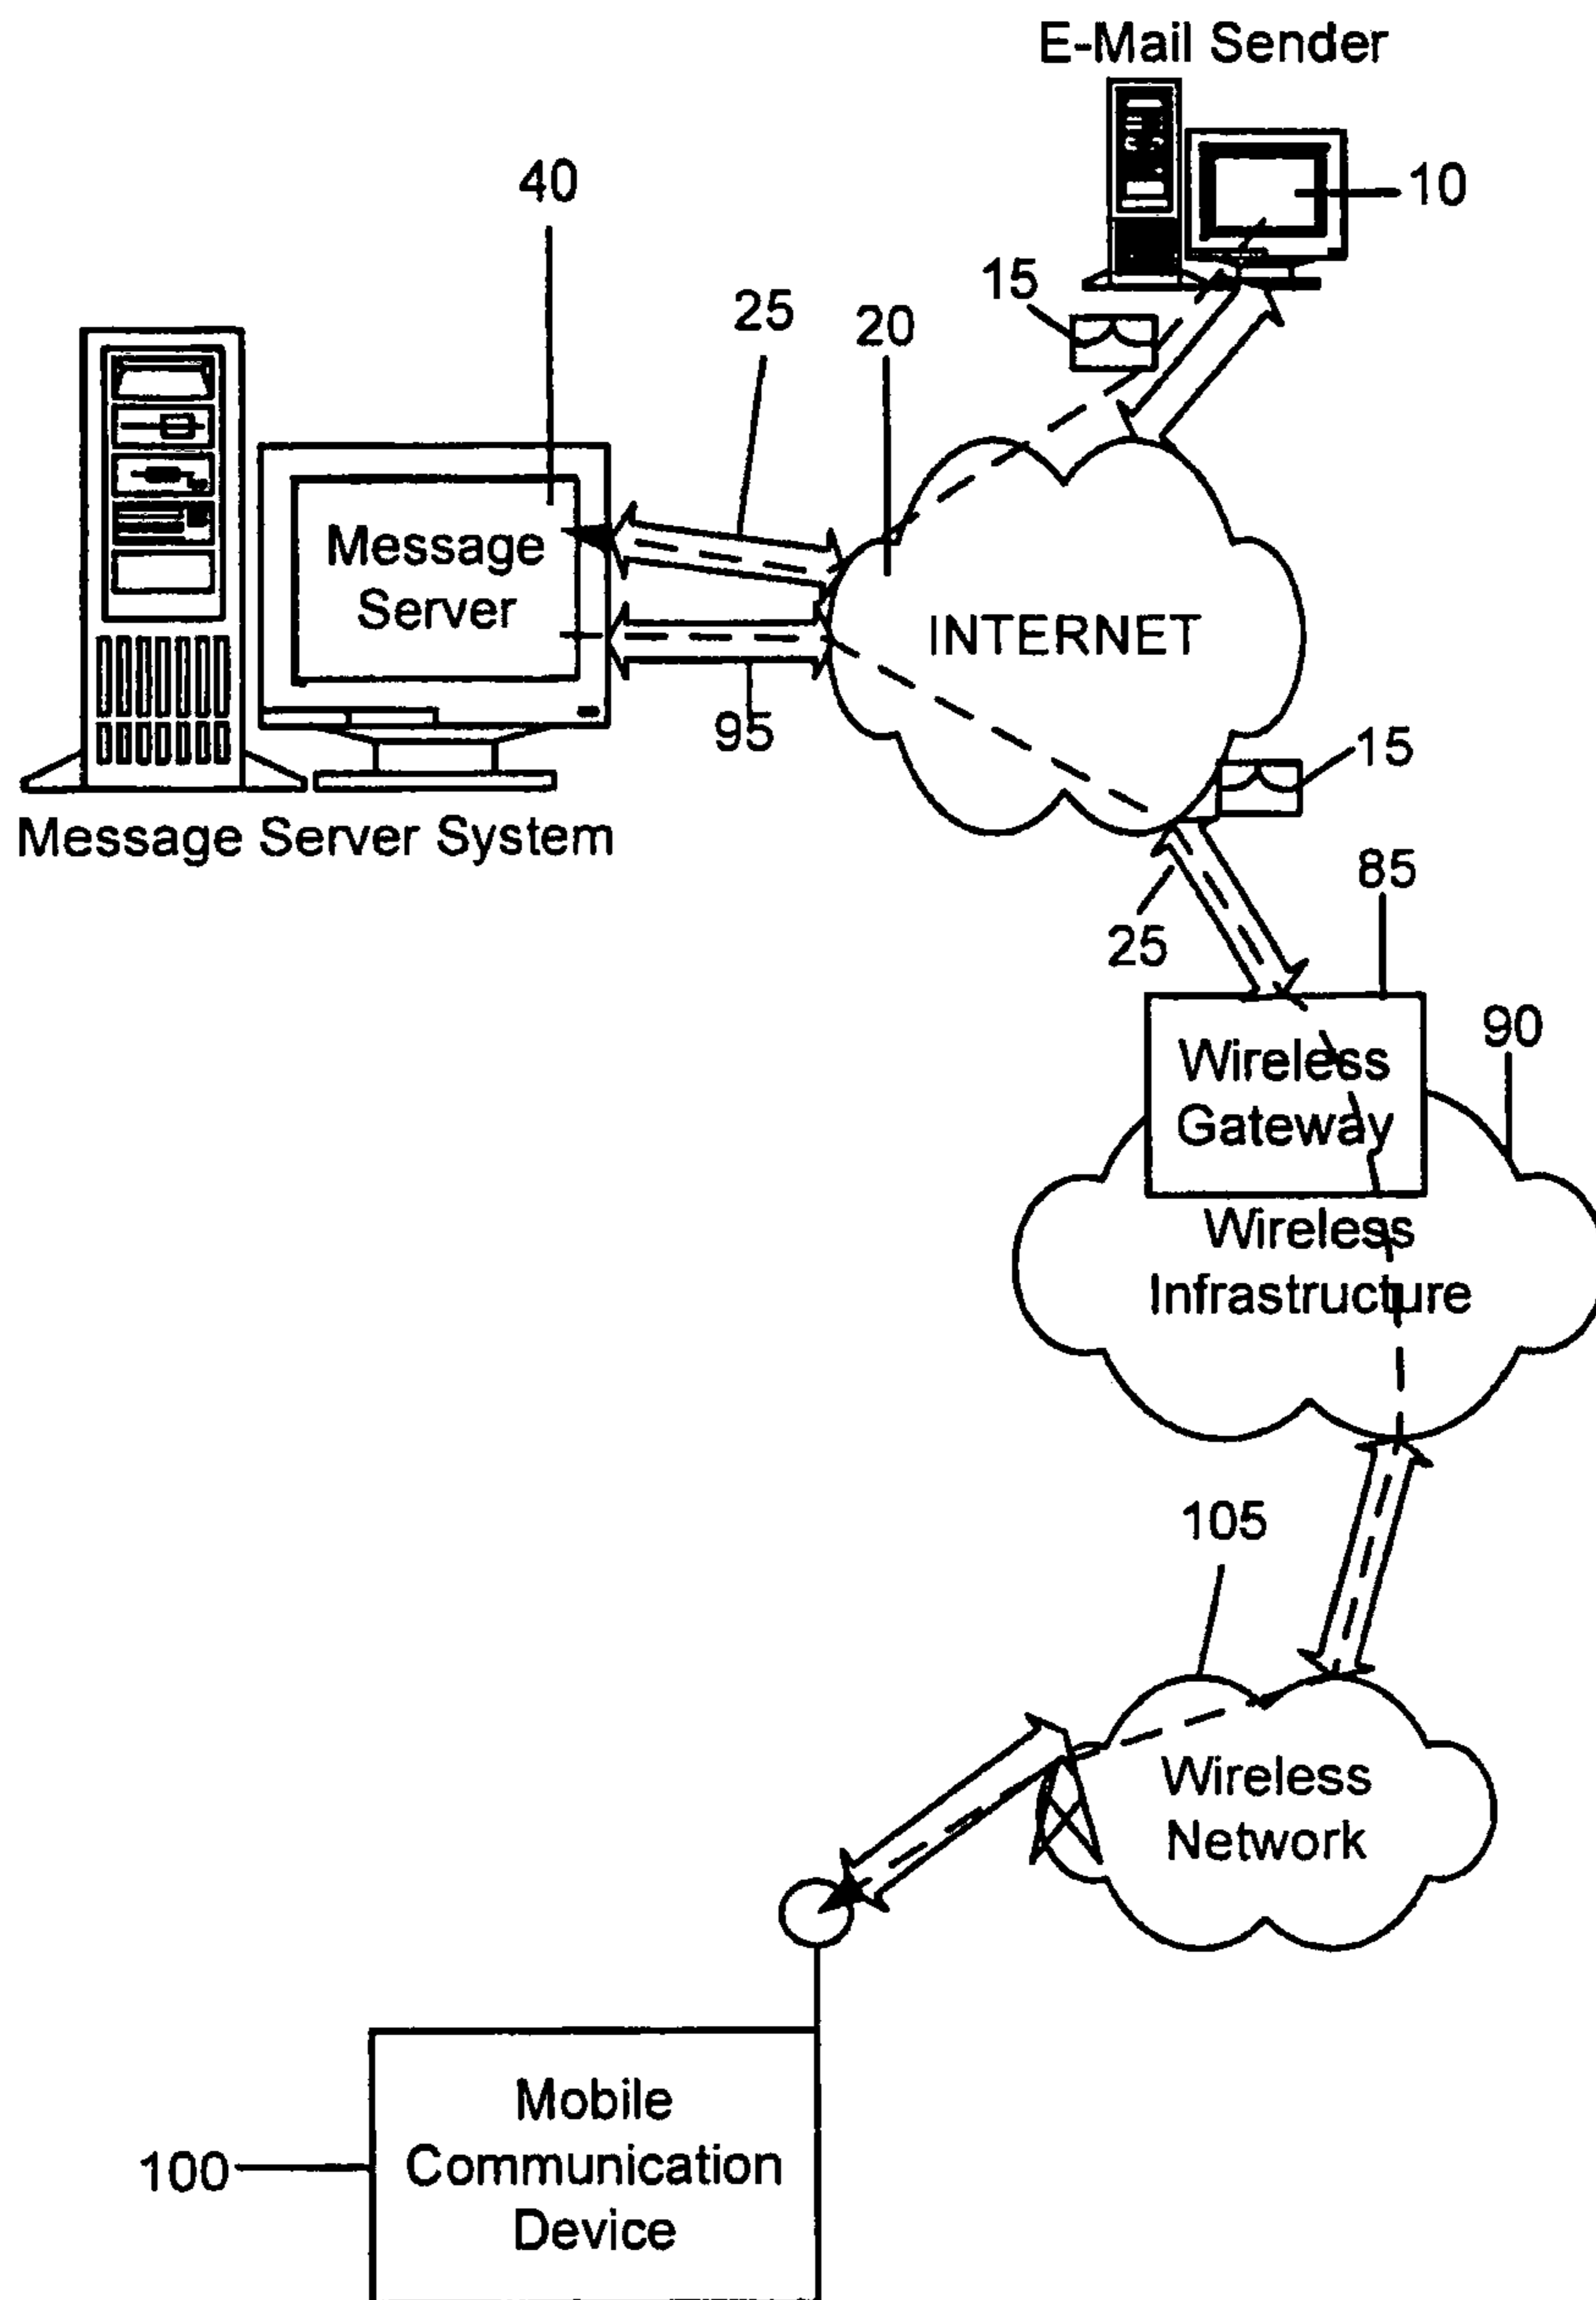 E-Mail Sender
40
10
15
25
20
Message
Server
INTERNET
95
15
Message Server System
85
25
90
Wireless
Gateway
Wireless
Infrastructure
105
Wireless
Network
Mobile
100
Communication
Device